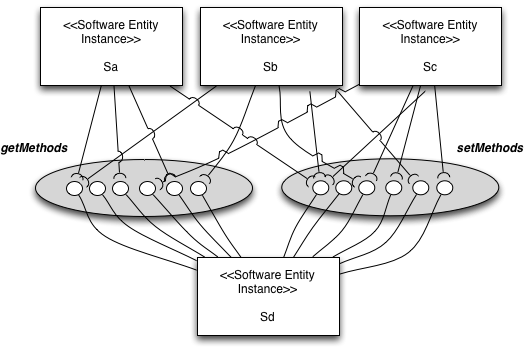 <<Software Entity
Instance>>
Sa
<<Software Entity
Instance>>
Sb
<<Software Entity
Instance>>
Sc
getMethods
setMethods
<<Software Entity
Instance>>
Sd